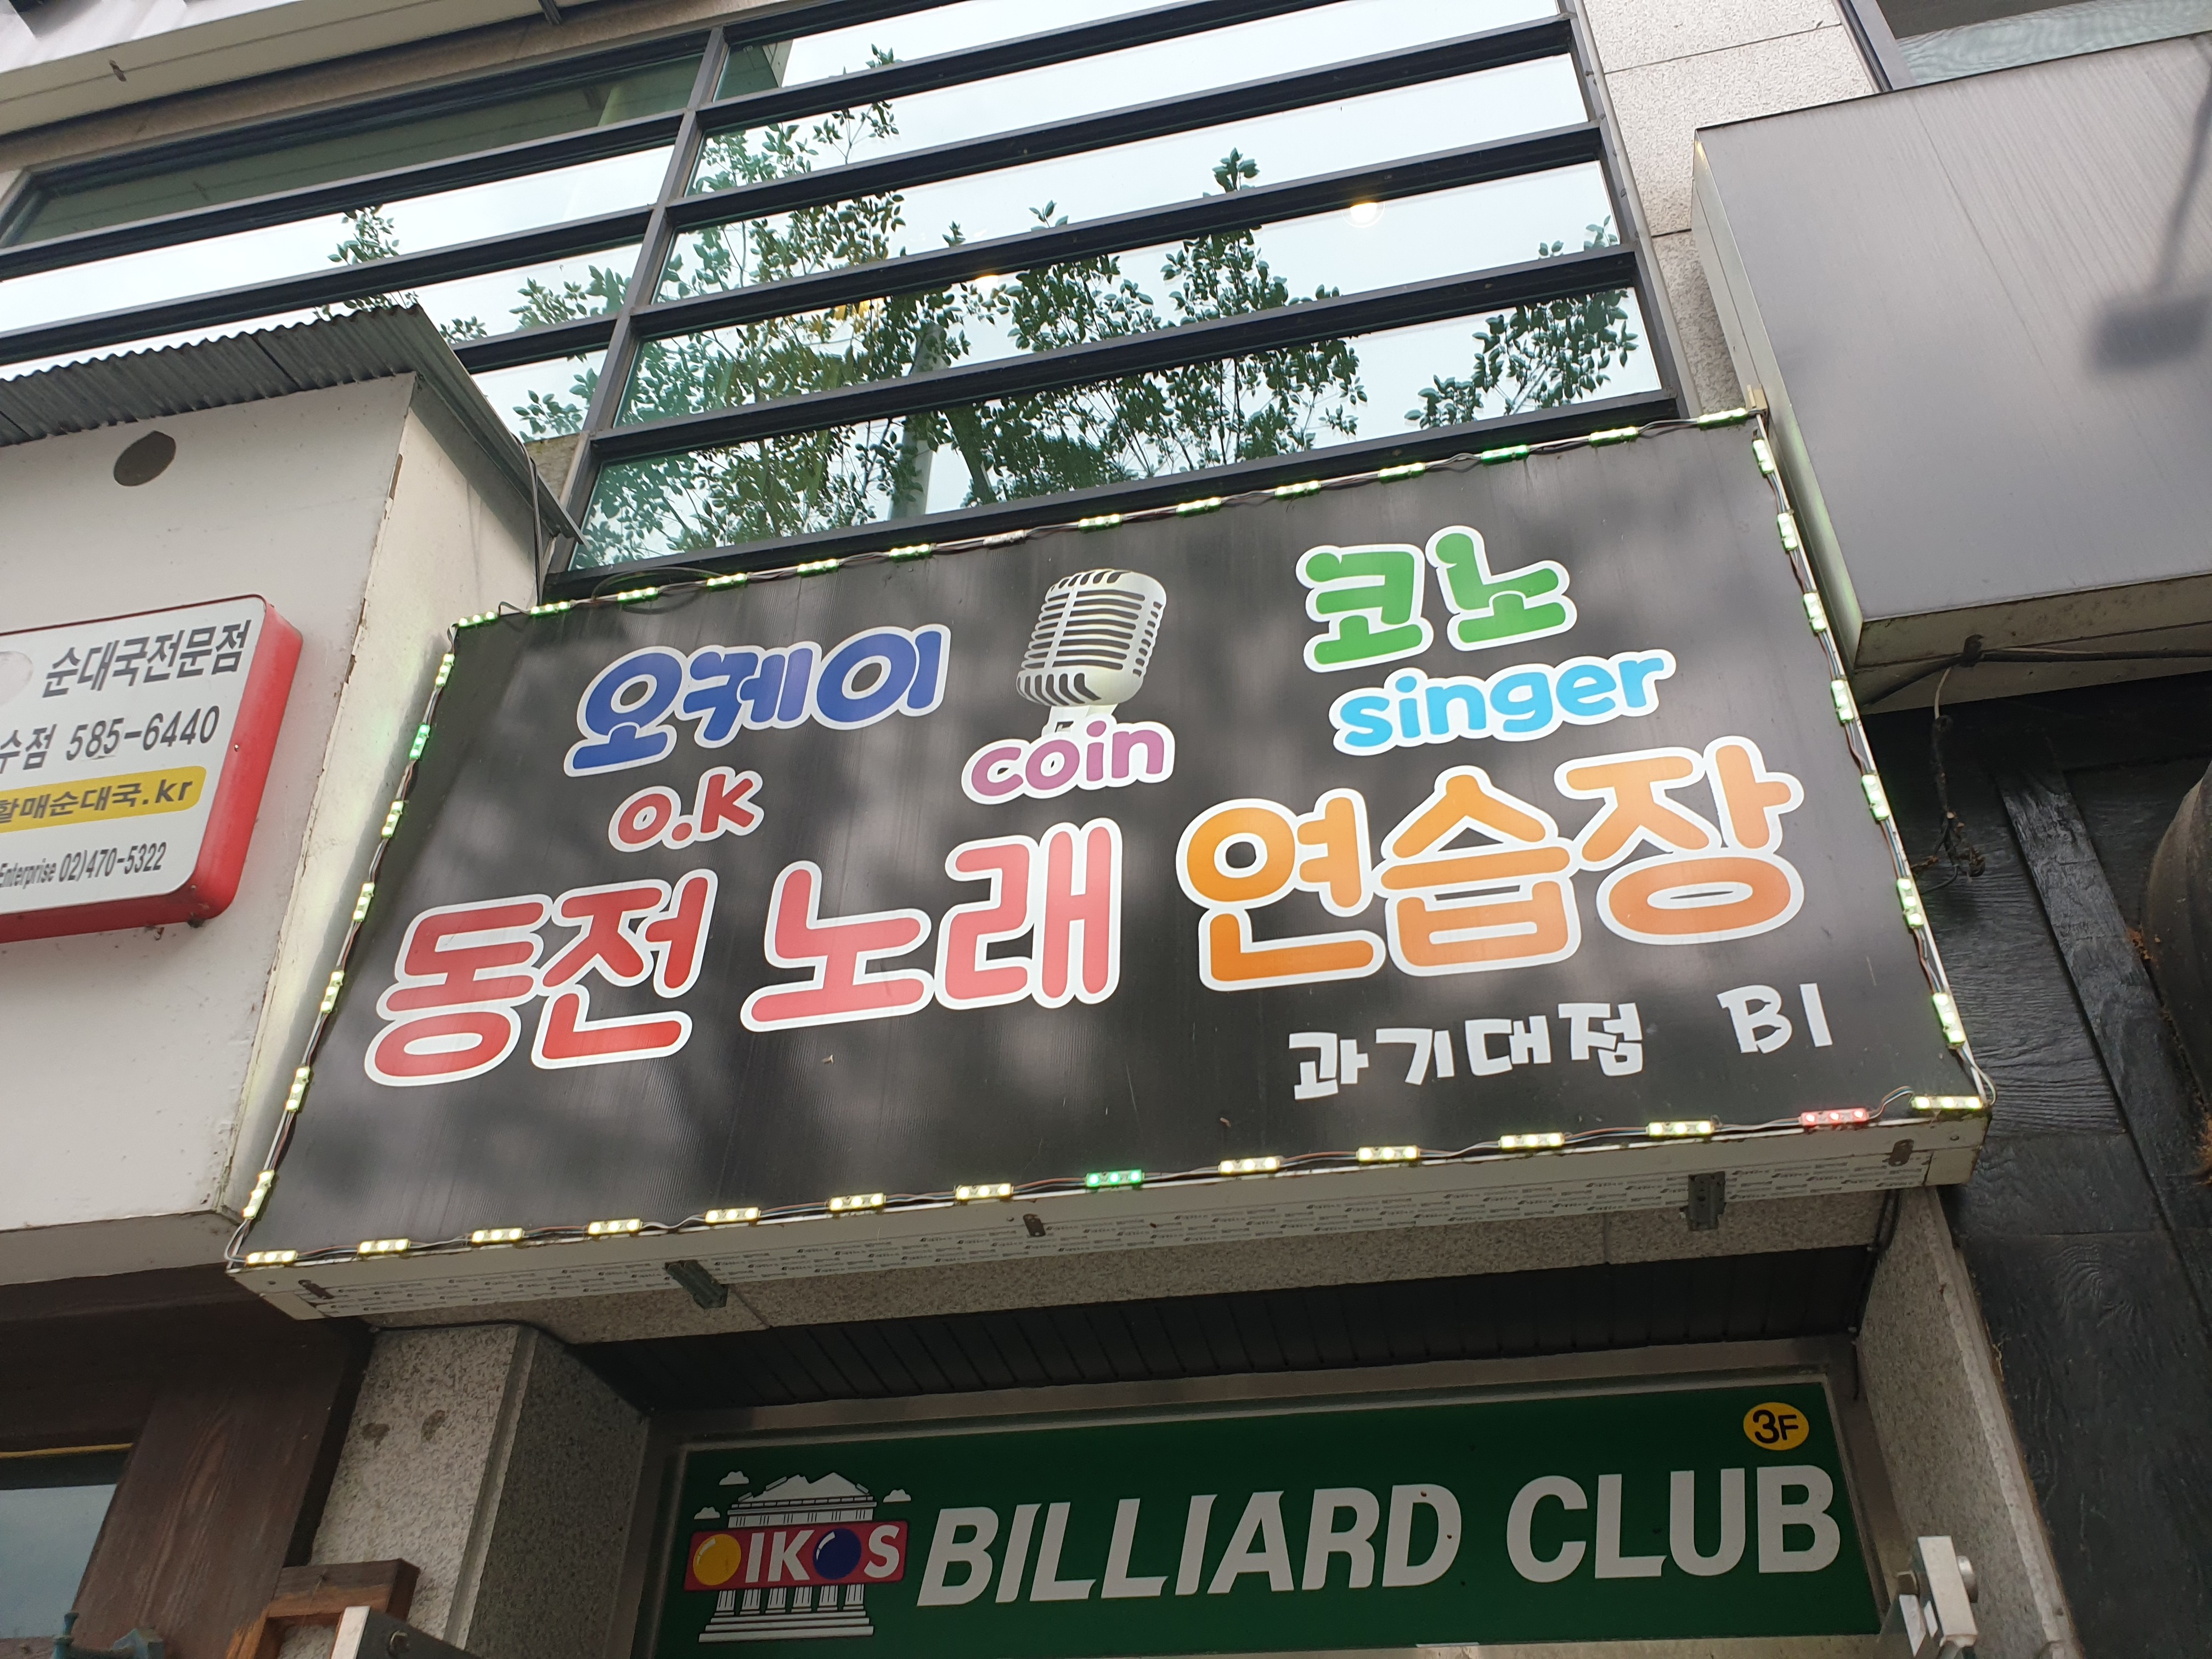 순대국전문점
수점 585-6440
할매순대국.kr
Enterprise 02)470-5322
오케이 코노
o.k coin singer
동전 노래 연습장
과기대점 B1
3F
OIKOS BILLIARD CLUB